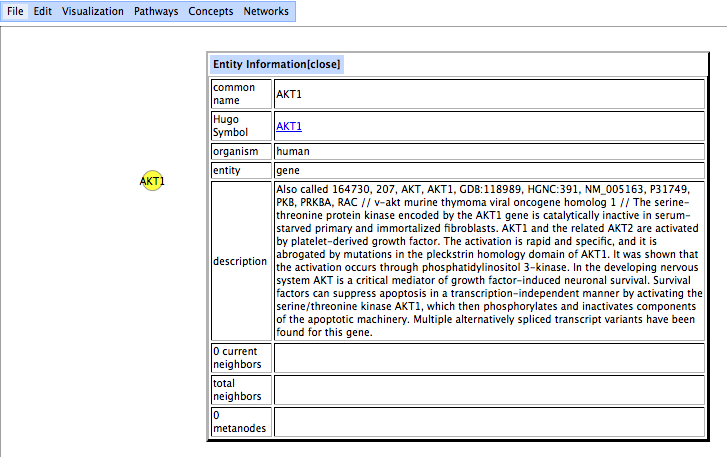 File Edit Visualization Pathways Concepts Networks
Entity Information[close]
common
name
AKT1
Hugo
Symbol
AKT1
organism
human
entity
gene
AKT1
description
Also called 164730, 207, AKT, AKT1, GDB:118989, HGNC:391, NM_005163, P31749,
PKB, PRKBA, RAC // v-akt murine thymoma viral oncogene homolog 1 // The serine-
threonine protein kinase encoded by the AKT1 gene is catalytically inactive in serum-
starved primary and immortalized fibroblasts. AKT1 and the related AKT2 are activated
by platelet-derived growth factor. The activation is rapid and specific, and it is
abrogated by mutations in the pleckstrin homology domain of AKT1. It was shown that
the activation occurs through phosphatidylinositol 3-kinase. In the developing nervous
system AKT is a critical mediator of growth factor-induced neuronal survival. Survival
factors can suppress apoptosis in a transcription-independent manner by activating the
serine/threonine kinase AKT1, which then phosphorylates and inactivates components
of the apoptotic machinery. Multiple alternatively spliced transcript variants have been
found for this gene.
0 current
neighbors
total
neighbors
0
metanodes